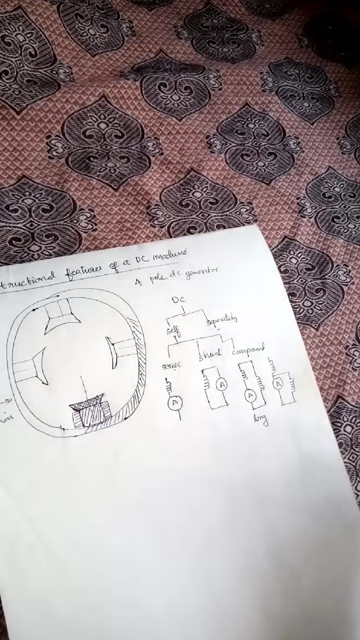 tructional features of a DC machine
4 pole dc generator
DC
self
separately
series shunt compound
A A A A
long